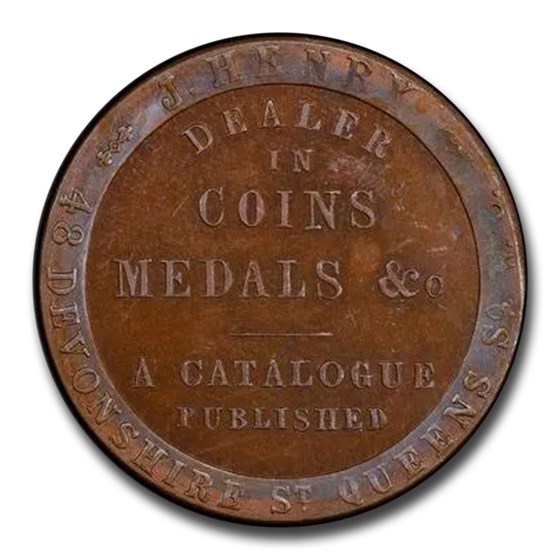 J. HENRY
48 DEVONSHIRE ST QUEENS SQ
DEALER
IN
COINS
MEDALS &c
A CATALOGUE
PUBLISHED